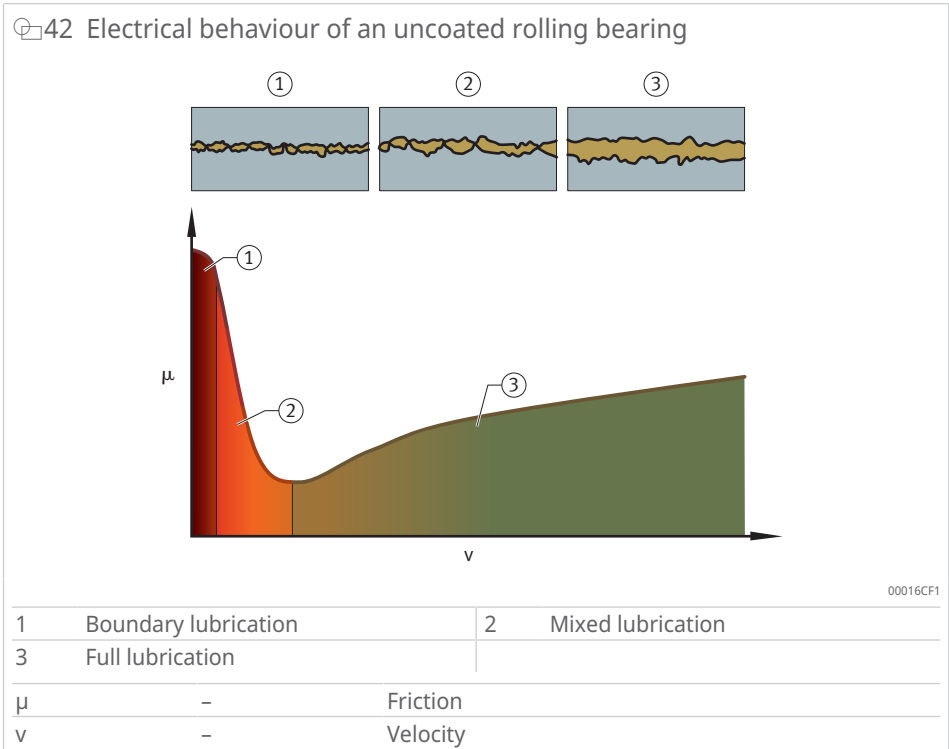 42 Electrical behaviour of an uncoated rolling bearing
1 2 3
1
μ
2
3
v
00016CF1
1 Boundary lubrication 2 Mixed lubrication
3 Full lubrication
μ – Friction
v – Velocity